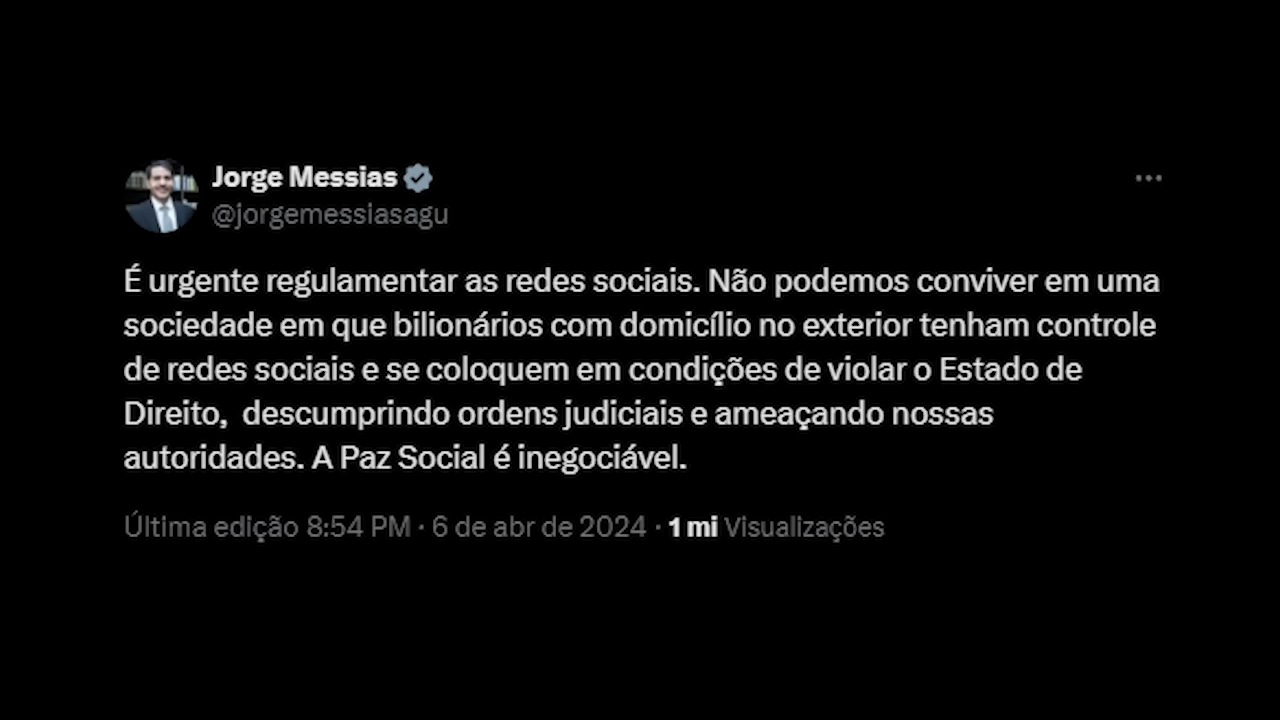 Jorge Messias
@jorgemessiasagu
É urgente regulamentar as redes sociais. Não podemos conviver em uma
sociedade em que bilionários com domicílio no exterior tenham controle
de redes sociais e se coloquem em condições de violar o Estado de
Direito,  descumprindo ordens judiciais e ameaçando nossas
autoridades. A Paz Social é inegociável.
Última edição 8:54 PM · 6 de abr de 2024 · 1 mi Visualizações